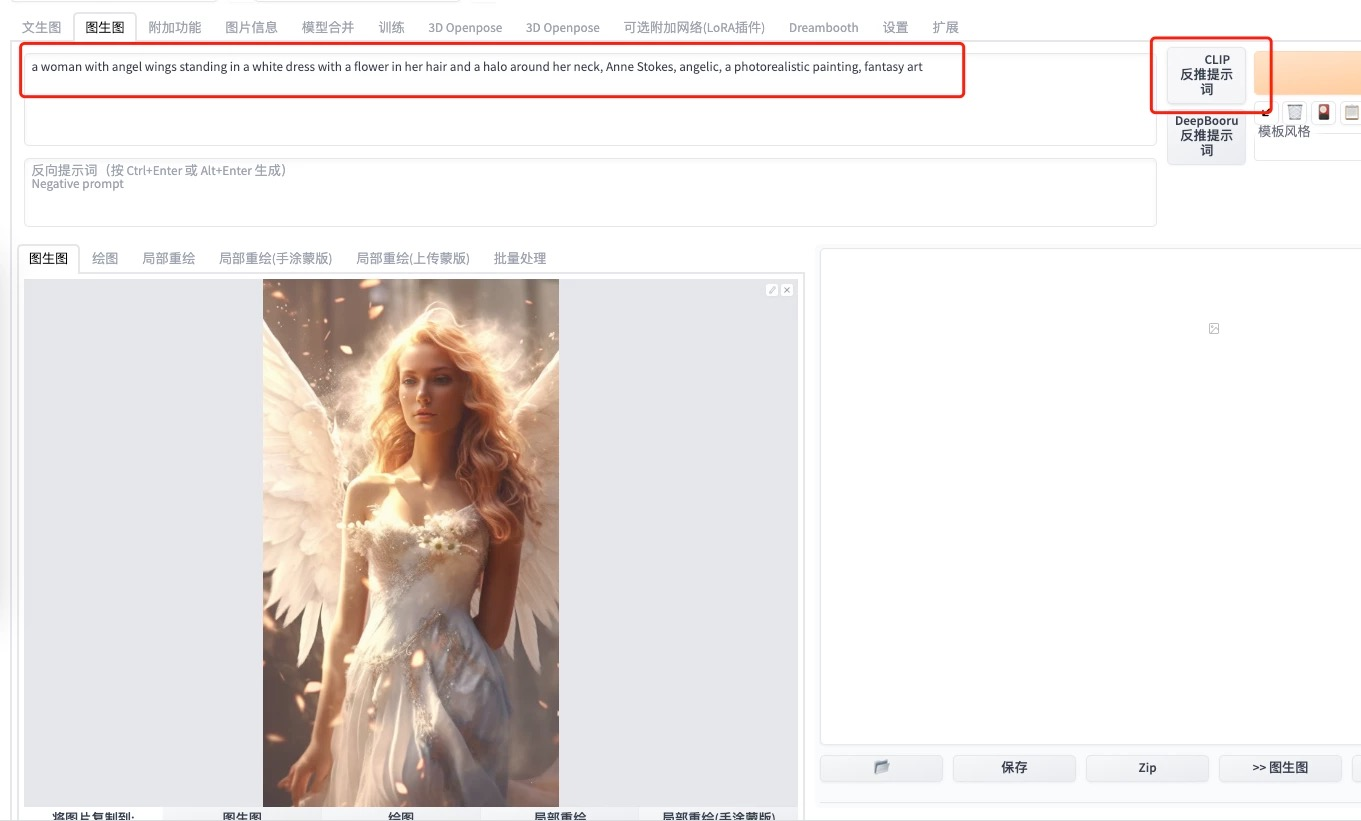 文生图 图生图 附加功能 图片信息 模型合并 训练 3D Openpose 3D Openpose 可选附加网络(LoRA插件) Dreambooth 设置 扩展
a woman with angel wings standing in a white dress with a flower in her hair and a halo around her neck, Anne Stokes, angelic, a photorealistic painting, fantasy art
CLIP
反推提示
词
DeepBooru
反推提示
词
模板风格
反向提示词（按 Ctrl+Enter 或 Alt+Enter 生成）
Negative prompt
图生图 绘图 局部重绘 局部重绘(手涂蒙版) 局部重绘(上传蒙版) 批量处理
保存 Zip >> 图生图
将图片复制到: 图生图 绘图 局部重绘 局部重绘(手涂蒙版)